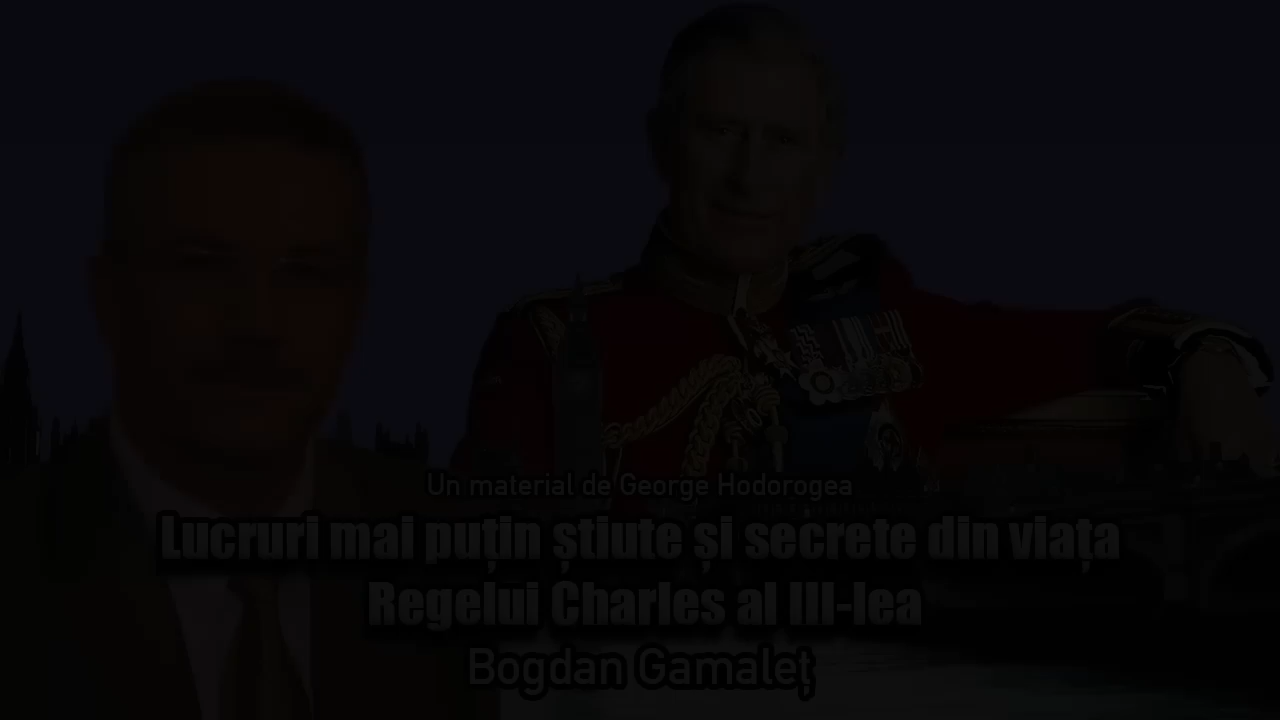 Un material de George Hodorogea
Lucruri mai puțin știute și secrete din viața
Regelui Charles al III-lea
Bogdan Gamaleț